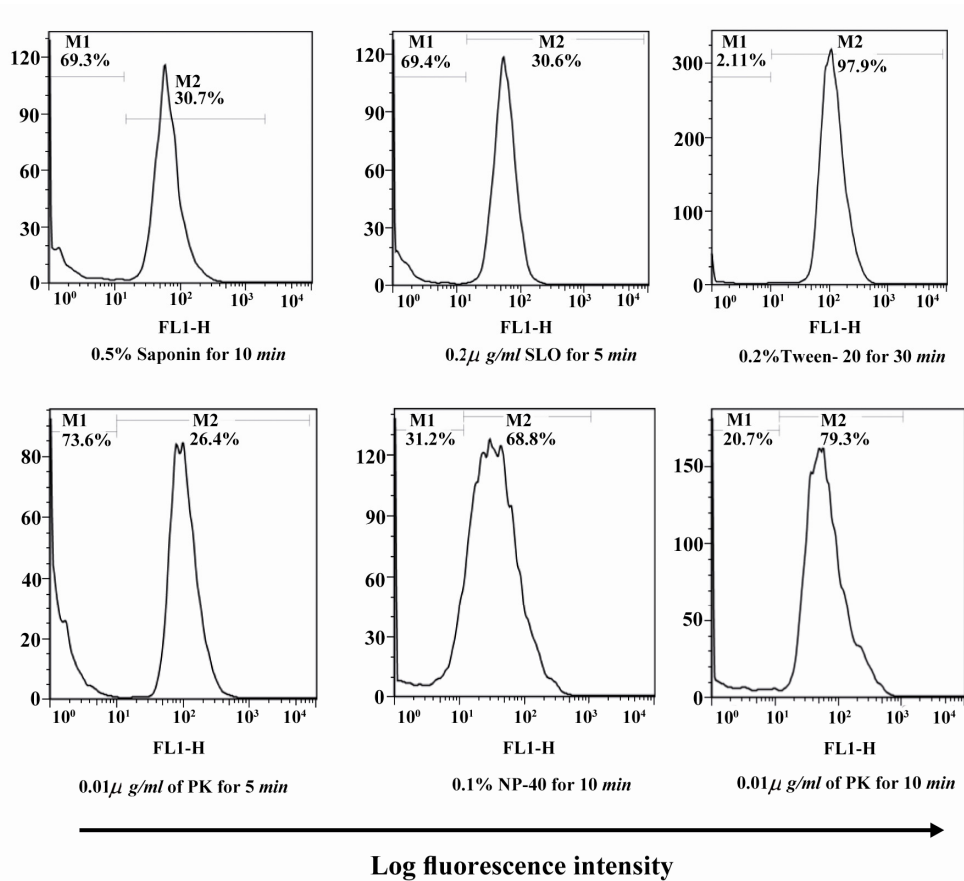 M1
69.3%
M2
30.7%
120
90
60
30
0
10⁰ 10¹ 10² 10³ 10⁴
FL1-H
0.5% Saponin for 10 min
M1
69.4%
M2
30.6%
120
90
60
30
0
10⁰ 10¹ 10² 10³ 10⁴
FL1-H
0.2μ g/ml SLO for 5 min
M1
2.11%
M2
97.9%
300
200
100
0
10⁰ 10¹ 10² 10³ 10⁴
FL1-H
0.2%Tween- 20 for 30 min
M1
73.6%
M2
26.4%
80
60
40
20
0
10⁰ 10¹ 10² 10³ 10⁴
FL1-H
0.01μ g/ml of PK for 5 min
M1
31.2%
M2
68.8%
120
90
60
30
0
10⁰ 10¹ 10² 10³ 10⁴
FL1-H
0.1% NP-40 for 10 min
M1
20.7%
M2
79.3%
150
100
50
0
10⁰ 10¹ 10² 10³ 10⁴
FL1-H
0.01μ g/ml of PK for 10 min
Log fluorescence intensity